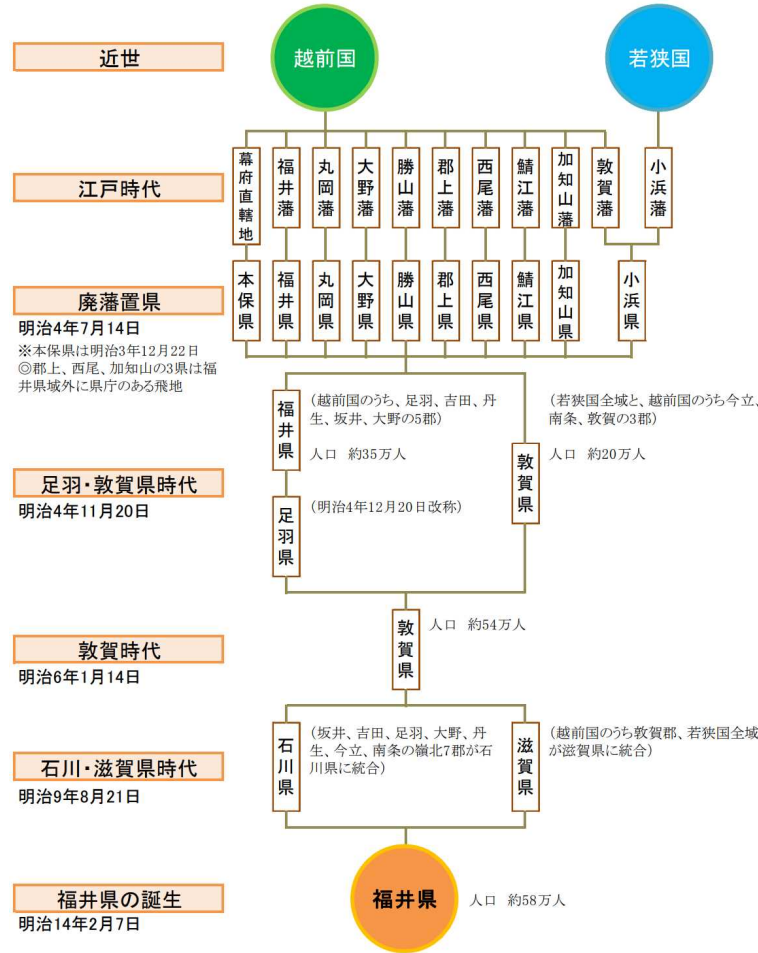 近世
越前国
若狭国
江戸時代
幕府直轄地
福井藩
丸岡藩
大野藩
勝山藩
郡上藩
西尾藩
鯖江藩
加知山藩
敦賀藩
小浜藩
廃藩置県
明治4年7月14日
※本保県は明治3年12月22日
◎郡上、西尾、加知山の3県は福
井県域外に県庁のある飛地
本保県
福井県
丸岡県
大野県
勝山県
郡上県
西尾県
鯖江県
加知山県
小浜県
足羽・敦賀県時代
明治4年11月20日
福井県
(越前国のうち、足羽、吉田、丹
生、坂井、大野の5郡)
人口 約35万人
足羽県
(明治4年12月20日改称)
敦賀県
(若狭国全域と、越前国のうち今立、
南条、敦賀の3郡)
人口 約20万人
敦賀時代
明治6年1月14日
敦賀県
人口 約54万人
石川・滋賀県時代
明治9年8月21日
石川県
(坂井、吉田、足羽、大野、丹
生、今立、南条の嶺北7郡が石
川県に統合)
滋賀県
(越前国のうち敦賀郡、若狭国全域
が滋賀県に統合)
福井県の誕生
明治14年2月7日
福井県
人口 約58万人